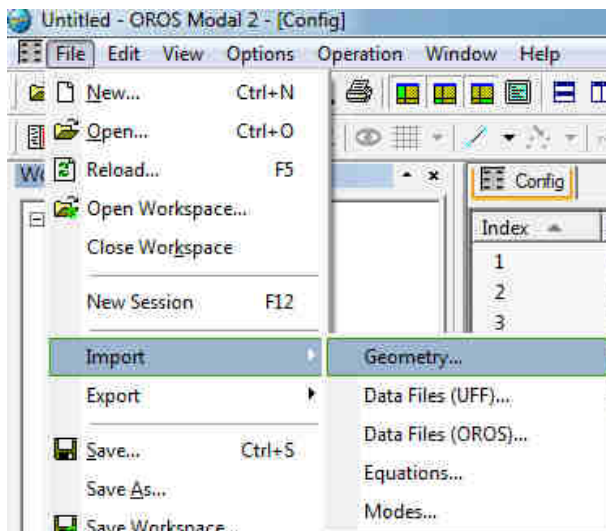 Untitled - OROS Modal 2 - [Config]
File Edit View Options Operation Window Help
New... Ctrl+N
Open... Ctrl+O
Reload... F5
Open Workspace...
Close Workspace
New Session F12
Import
Export
Save... Ctrl+S
Save As...
Save Workspace...
Geometry...
Data Files (UFF)...
Data Files (OROS)...
Equations...
Modes...
Config
Index
1
2
3